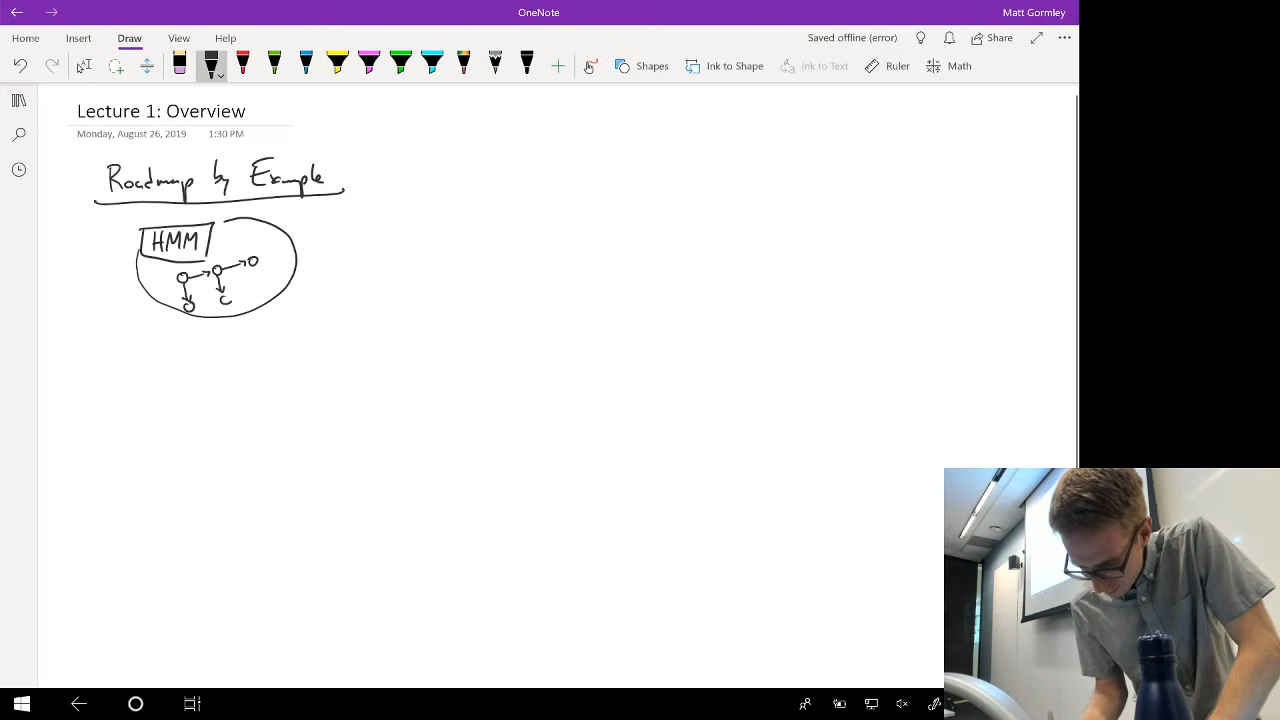 OneNote
Matt Gormley
Home Insert Draw View Help
Saved offline (error)
Share
Shapes
Ink to Shape
Ink to Text
Ruler
Math
Lecture 1: Overview
Monday, August 26, 2019 1:30 PM
Roadmap by Example
HMM